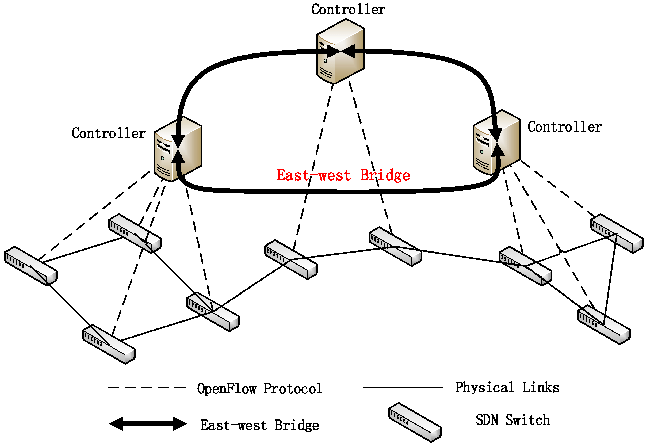 Controller
Controller
Controller
East-west Bridge
OpenFlow Protocol
Physical Links
East-west Bridge
SDN Switch